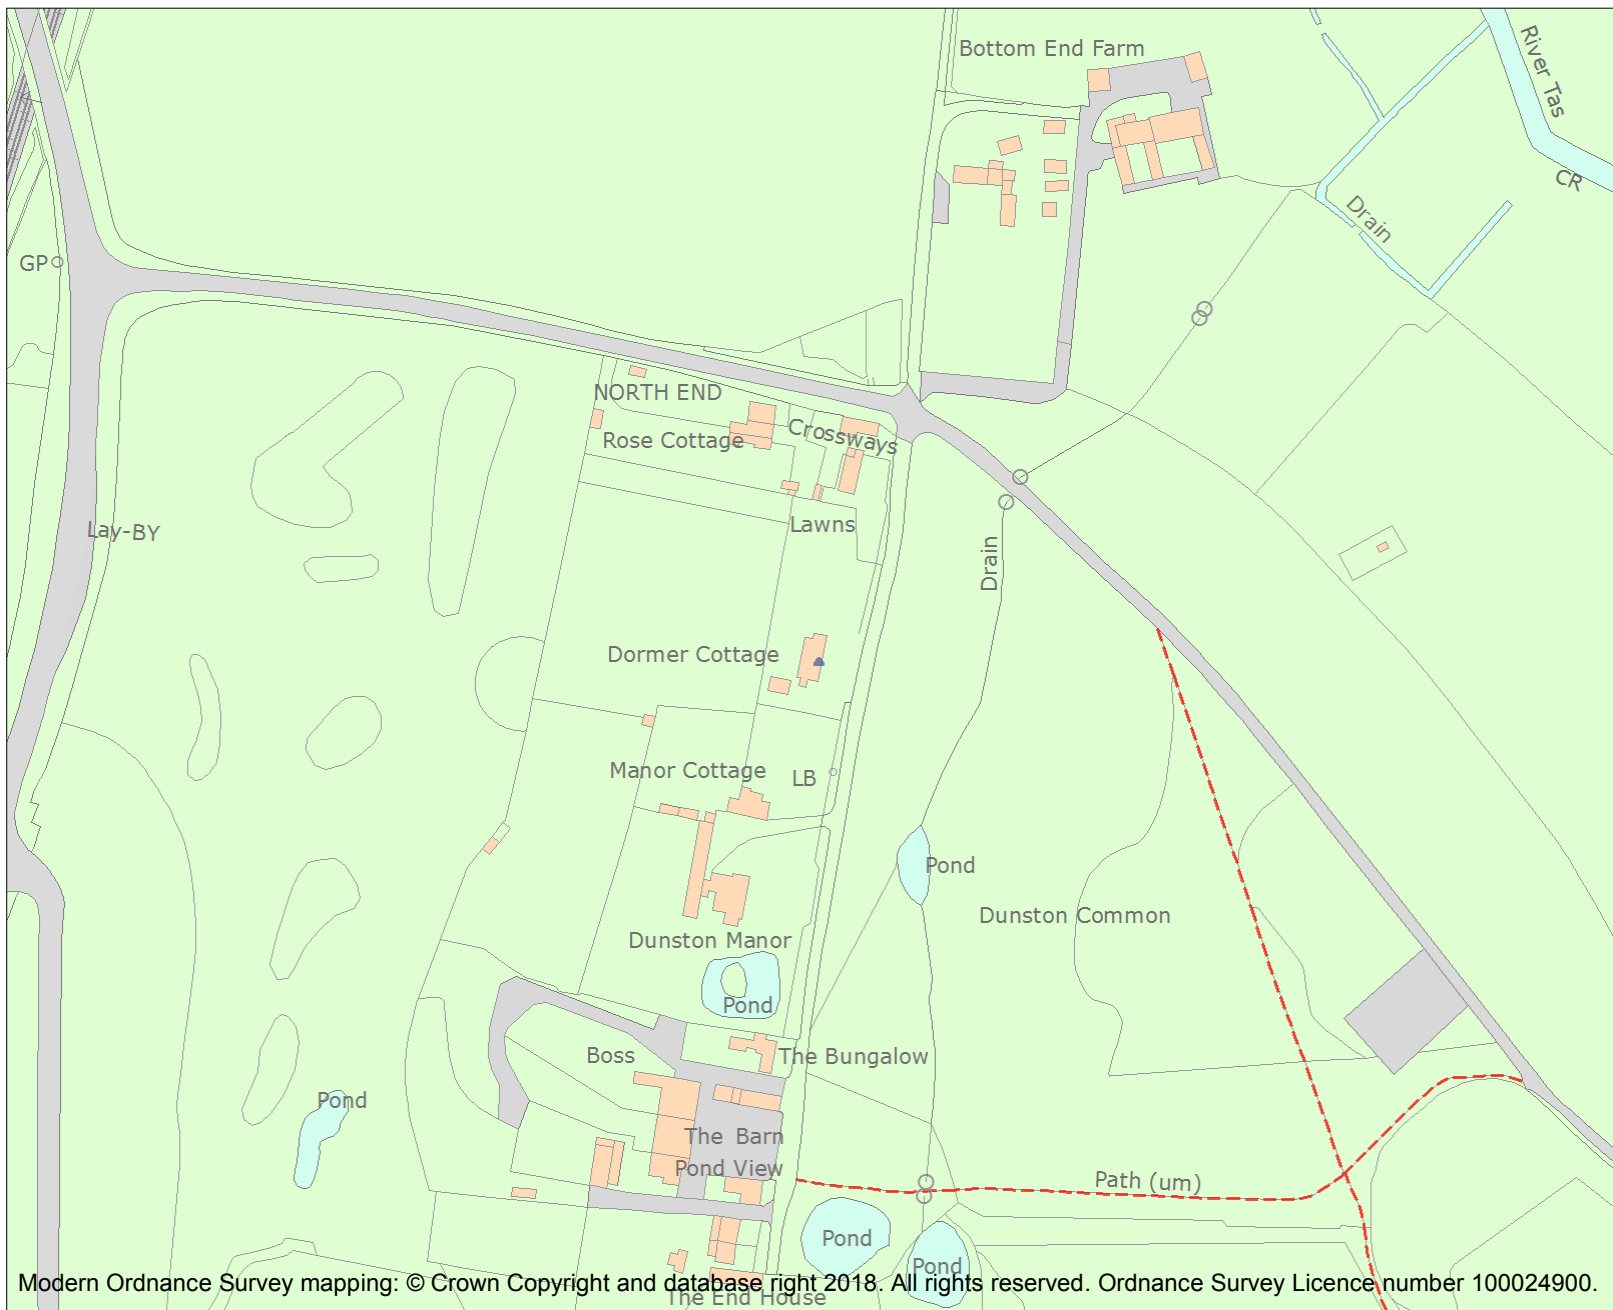 Bottom End Farm
River Tas
CR
Drain
GP
NORTH END
Rose Cottage
Crossways
Lawns
Lay-BY
Drain
Dormer Cottage
Manor Cottage
LB
Pond
Dunston Common
Dunston Manor
Pond
Boss
The Bungalow
Pond
The Barn
Pond View
Path (um)
Pond
Pond
Modern Ordnance Survey mapping: © Crown Copyright and database right 2018. All rights reserved. Ordnance Survey Licence number 100024900.
The End House